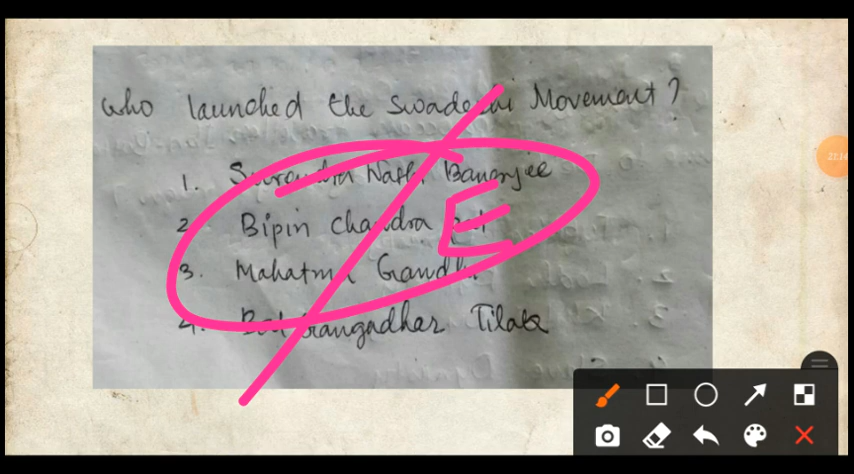 who launched the Swadeshi Movement?
1. Surendra Nath Banerjee
2. Bipin Chandra pal
E
3. Mahatma Gandhi
4. Bal Gangadhar Tilak